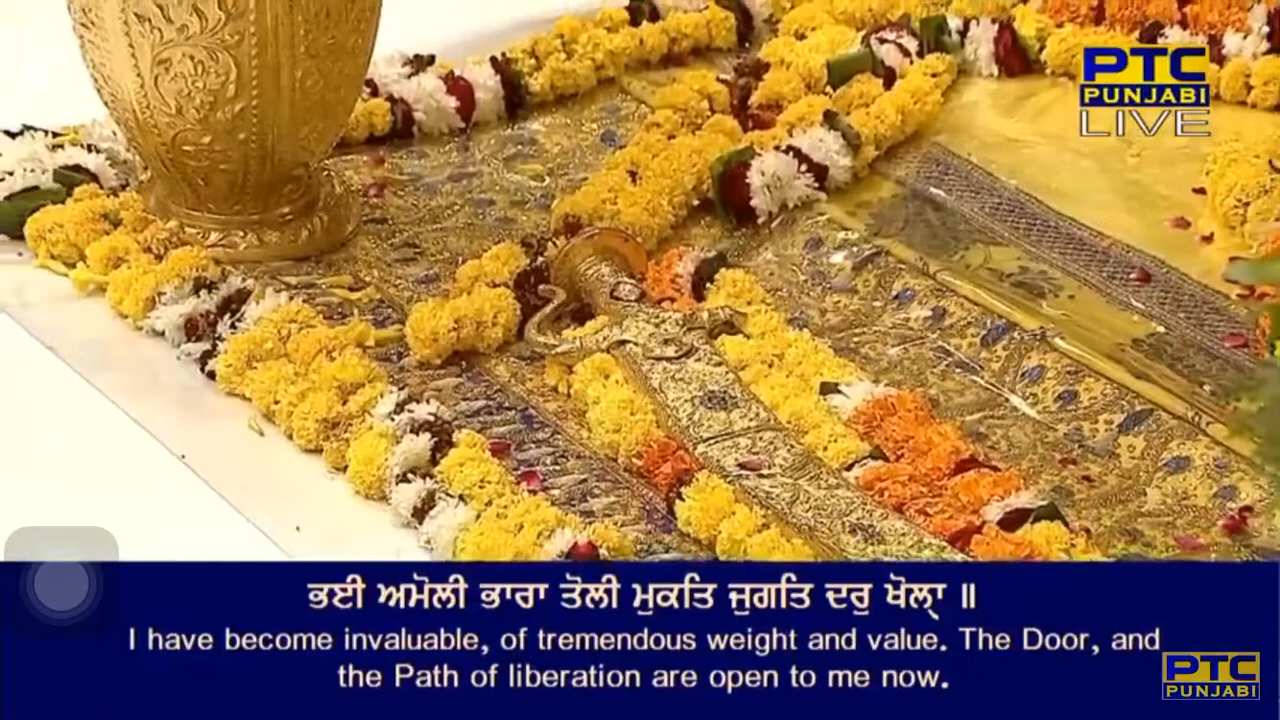 PTC
PUNJABI
LIVE
ਭਈ ਅਮੋਲੀ ਭਾਰਾ ਤੋਲੀ ਮੁਕਤਿ ਜੁਗਤਿ ਦਰੁ ਖੋਲੑਾ ॥
I have become invaluable, of tremendous weight and value. The Door, and
the Path of liberation are open to me now.
PTC
PUNJABI